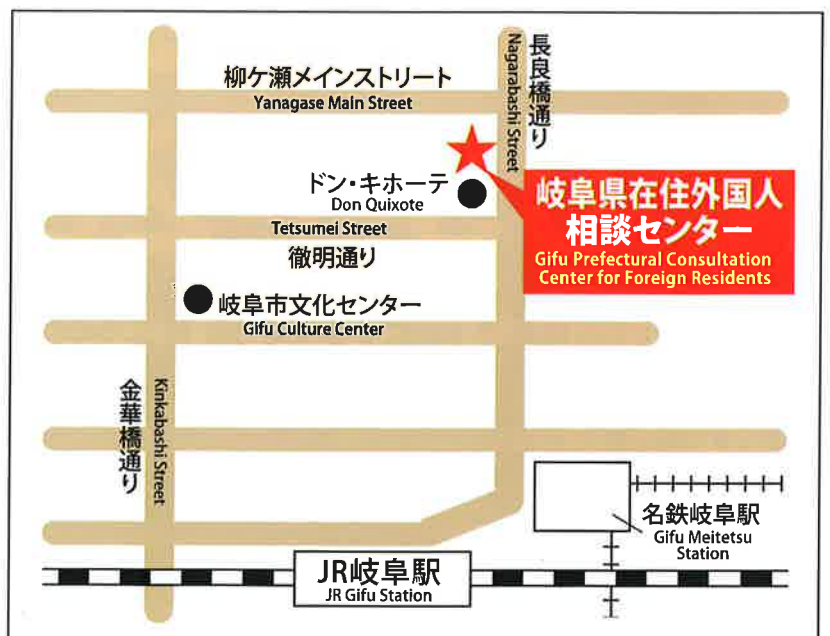 柳ケ瀬メインストリート
Yanagase Main Street
長良橋通り
Nagarabashi Street
ドン・キホーテ
Don Quixote
岐阜県在住外国人
相談センター
Gifu Prefectural Consultation
Center for Foreign Residents
Tetsumei Street
徹明通り
岐阜市文化センター
Gifu Culture Center
金華橋通り
Kinkabashi Street
名鉄岐阜駅
Gifu Meitetsu
Station
JR岐阜駅
JR Gifu Station